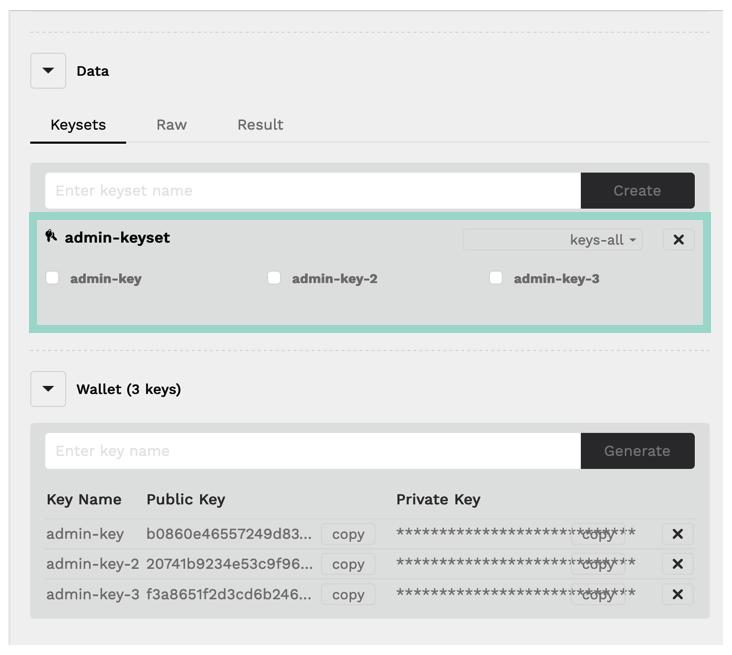 Data
Keysets Raw Result
Enter keyset name Create
admin-keyset keys-all
admin-key admin-key-2 admin-key-3
Wallet (3 keys)
Enter key name Generate
Key Name Public Key Private Key
admin-key b0860e46557249d83... copy **************************** copy
admin-key-2 20741b9234e53c9f96... copy **************************** copy
admin-key-3 f3a8651f2d3cd6b246... copy **************************** copy